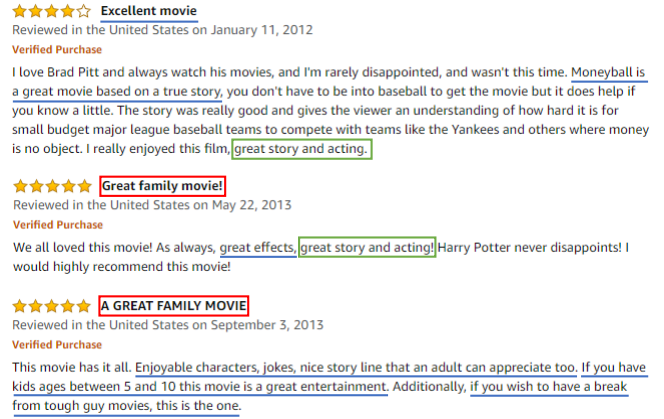 Excellent movie
Reviewed in the United States on January 11, 2012
Verified Purchase
I love Brad Pitt and always watch his movies, and I'm rarely disappointed, and wasn't this time. Moneyball is
a great movie based on a true story, you don't have to be into baseball to get the movie but it does help if
you know a little. The story was really good and gives the viewer an understanding of how hard it is for
small budget major league baseball teams to compete with teams like the Yankees and others where money
is no object. I really enjoyed this film, great story and acting.
Great family movie!
Reviewed in the United States on May 22, 2013
Verified Purchase
We all loved this movie! As always, great effects, great story and acting! Harry Potter never disappoints! I
would highly recommend this movie!
A GREAT FAMILY MOVIE
Reviewed in the United States on September 3, 2013
Verified Purchase
This movie has it all. Enjoyable characters, jokes, nice story line that an adult can appreciate too. If you have
kids ages between 5 and 10 this movie is a great entertainment. Additionally, if you wish to have a break
from tough guy movies, this is the one.